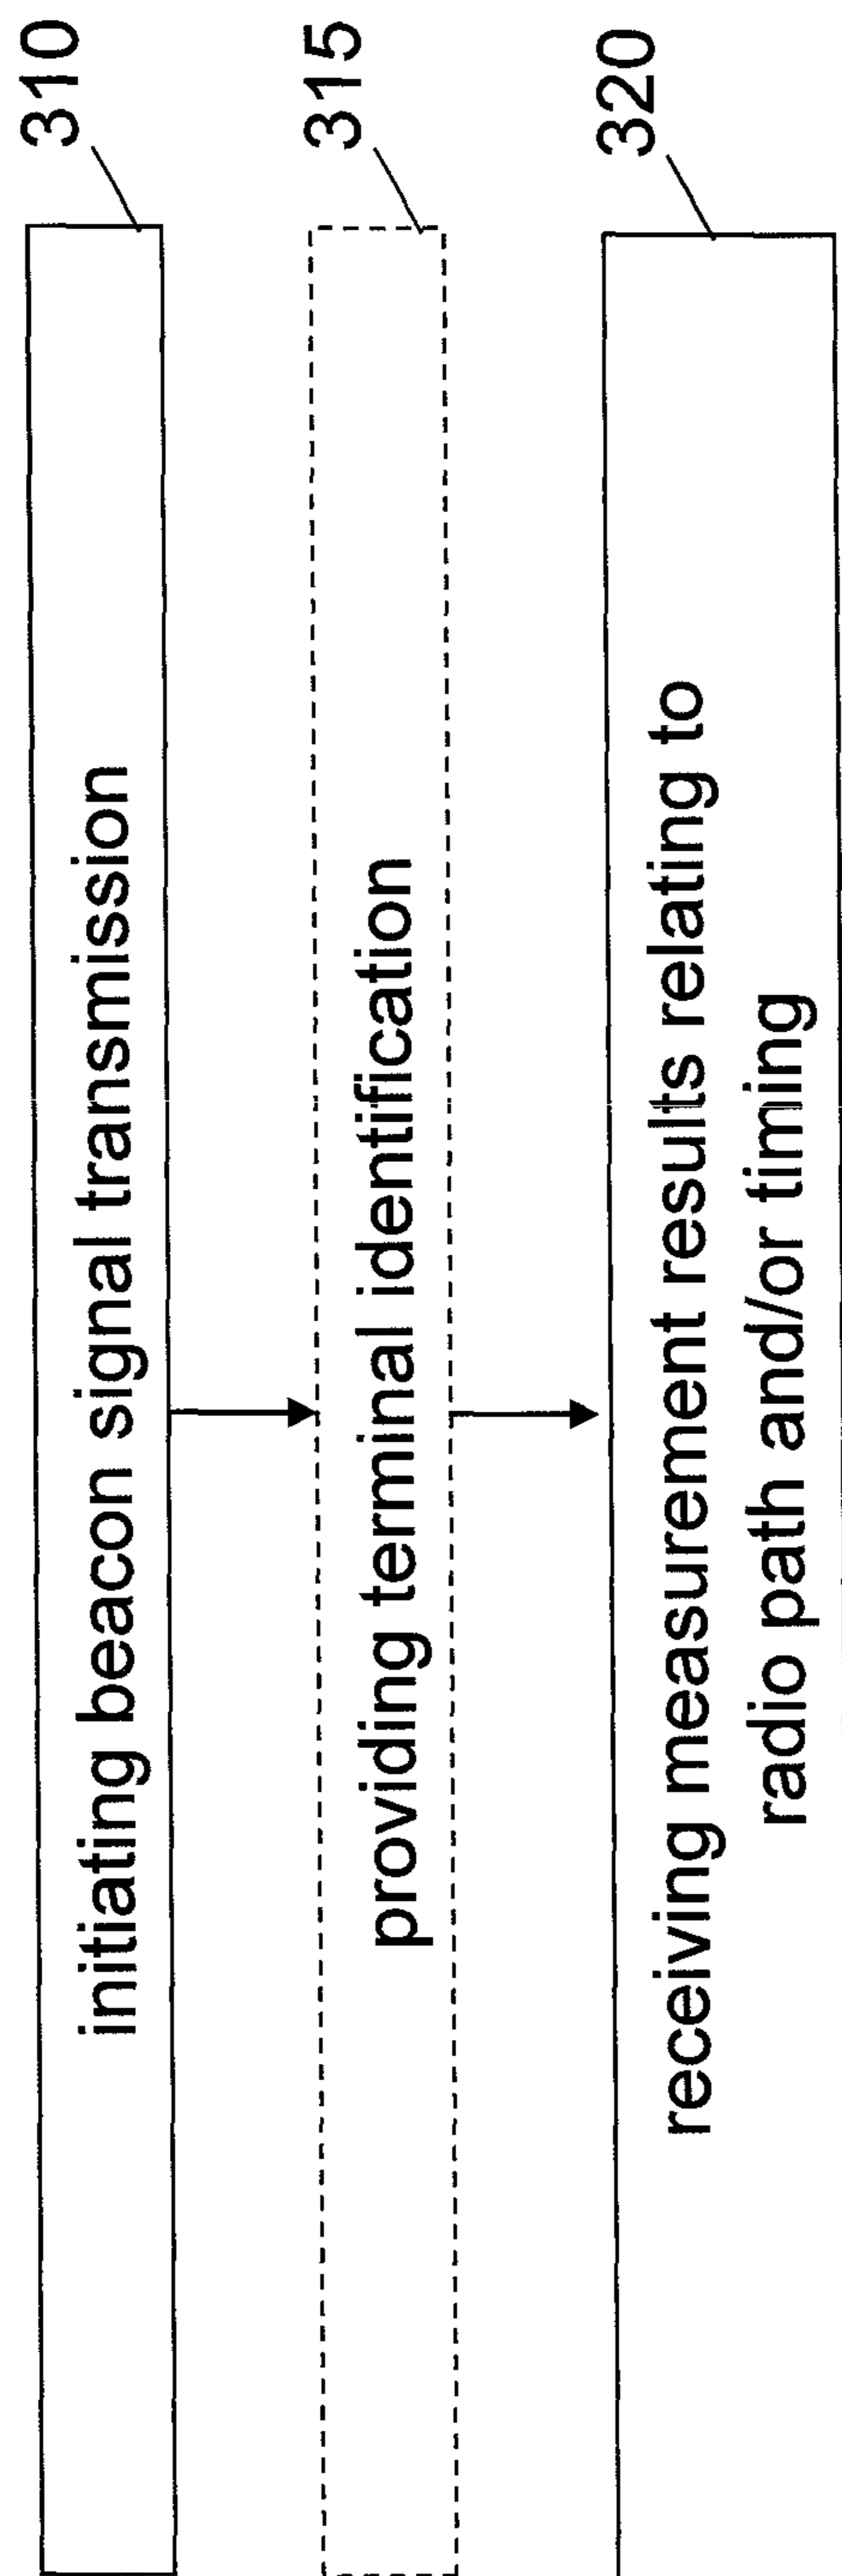 310
initiating beacon signal transmission
315
providing terminal identification
320
receiving measurement results relating to
radio path and/or timing